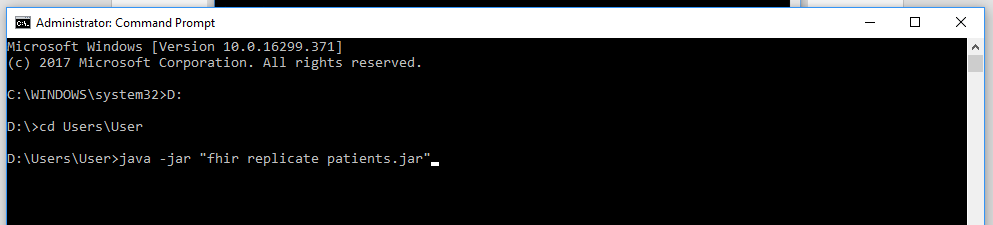 Administrator: Command Prompt
Microsoft Windows [Version 10.0.16299.371]
(c) 2017 Microsoft Corporation. All rights reserved.
C:\WINDOWS\system32>D:
D:\>cd Users\User
D:\Users\User>java -jar "fhir replicate patients.jar"